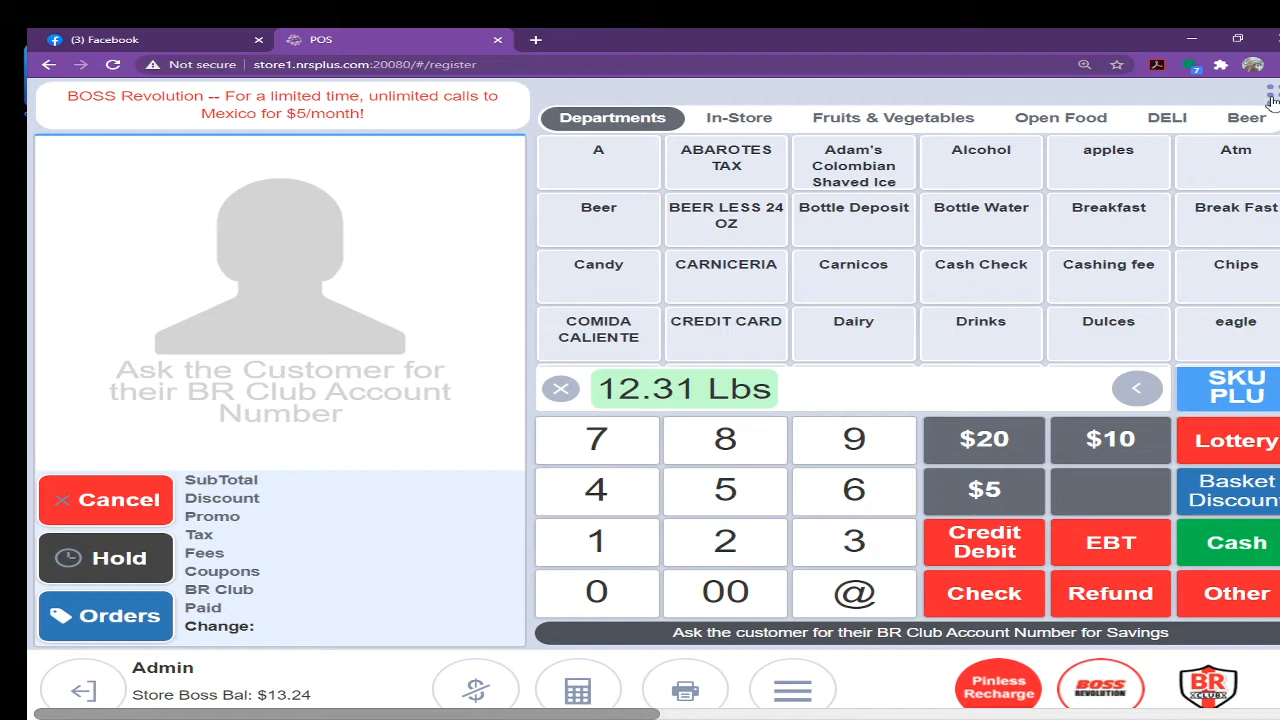 (3) Facebook
POS
Not secure
store1.nrsplus.com:20080/#/register
7
BOSS Revolution -- For a limited time, unlimited calls to
Mexico for $5/month!
Departments
In-Store
Fruits & Vegetables
Open Food
DELI
Beer
A
ABAROTES
TAX
Adam's
Colombian
Shaved Ice
Alcohol
apples
Atm
Beer
BEER LESS 24
OZ
Bottle Deposit
Bottle Water
Breakfast
Break Fast
Candy
CARNICERIA
Carnicos
Cash Check
Cashing fee
Chips
COMIDA
CALIENTE
CREDIT CARD
Dairy
Drinks
Dulces
eagle
Ask the Customer for
their BR Club Account
Number
12.31 Lbs
<
SKU
PLU
7
8
9
$20
$10
Lottery
4
5
6
$5
Basket
Discount
1
2
3
Credit
Debit
EBT
Cash
0
00
@
Check
Refund
Other
Cancel
Hold
Orders
SubTotal
Discount
Promo
Tax
Fees
Coupons
BR Club
Paid
Change:
Ask the customer for their BR Club Account Number for Savings
Admin
Store Boss Bal: $13.24
Pinless
Recharge
BOSS
REVOLUTION
BR
CLUB